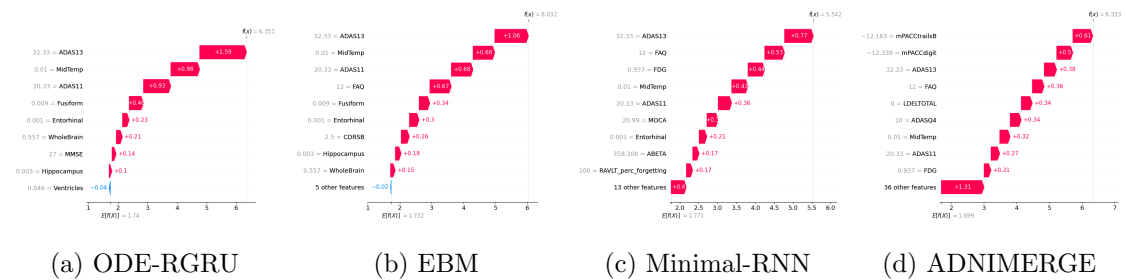 f(x) = 6.351
32.33 = ADAS13 +1.59
0.01 = MidTemp +0.98
20.33 = ADAS11 +0.93
0.009 = Fusiform
0.001 = Entorhinal +0.23
0.557 = WholeBrain +0.21
27 = MMSE +0.14
0.003 = Hippocampus +0.1
0.046 = Ventricles −0.04
1 2 3 4 5 6
E[f(X)] = 1.74
(a) ODE-RGRU
f(x) = 6.032
32.33 = ADAS13 +1.06
0.01 = MidTemp +0.68
20.33 = ADAS11 +0.68
12 = FAQ +0.67
0.009 = Fusiform +0.34
0.001 = Entorhinal +0.3
2.5 = CDRSB +0.26
0.003 = Hippocampus +0.18
0.557 = WholeBrain +0.15
5 other features −0.02
1 2 3 4 5 6
E[f(X)] = 1.732
(b) EBM
f(x) = 5.542
32.33 = ADAS13 +0.77
12 = FAQ +0.53
0.937 = FDG +0.44
0.01 = MidTemp
20.33 = ADAS11 +0.36
20.99 = MOCA
0.001 = Entorhinal +0.21
358.308 = ABETA +0.17
100 = RAVLT_perc_forgetting +0.17
13 other features
2.0 2.5 3.0 3.5 4.0 4.5 5.0 5.5 6.0
E[f(X)] = 1.771
(c) Minimal-RNN
f(x) = 6.333
−12.163 = mPACCtrailsB +0.61
−12.339 = mPACCdigit
32.33 = ADAS13 +0.38
12 = FAQ +0.36
0 = LDELTOTAL +0.34
10 = ADASQ4 +0.34
0.01 = MidTemp +0.32
20.33 = ADAS11 +0.27
0.937 = FDG +0.21
36 other features +1.31
2 3 4 5 6 7
E[f(X)] = 1.699
(d) ADNIMERGE